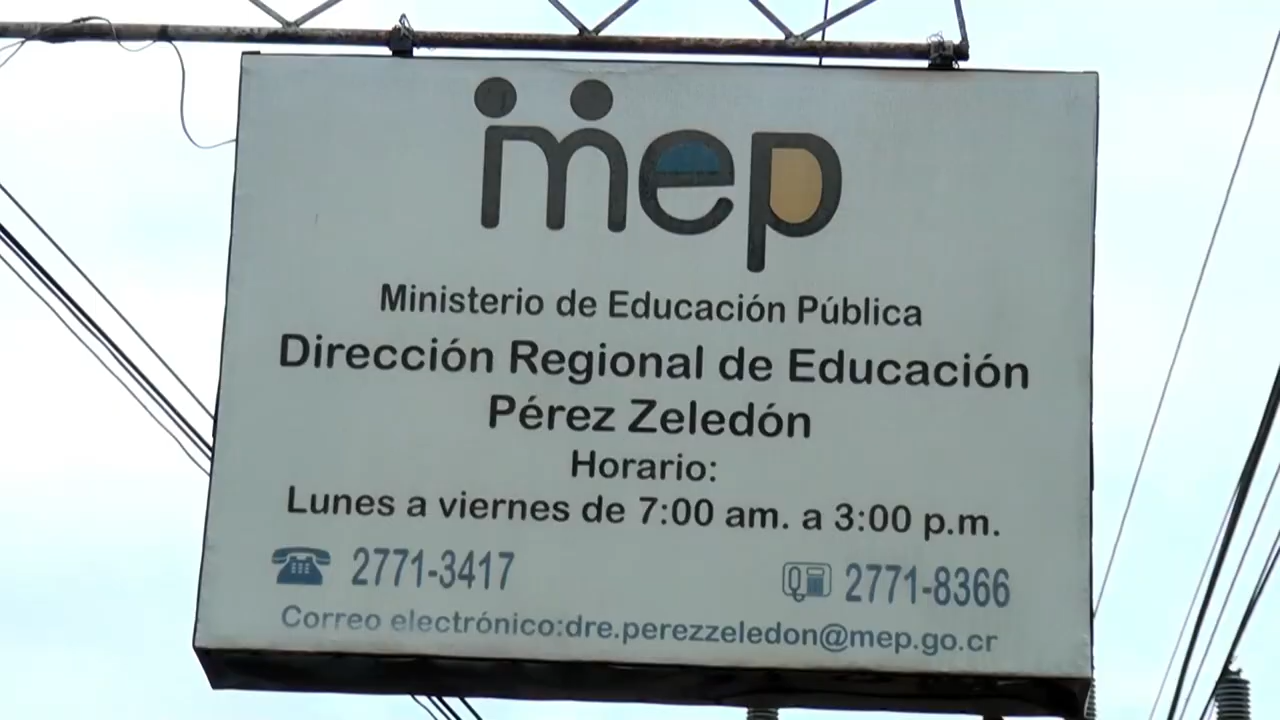 mep
Ministerio de Educación Pública
Dirección Regional de Educación
Pérez Zeledón
Horario:
Lunes a viernes de 7:00 am. a 3:00 p.m.
2771-3417 2771-8366
Correo electrónico:dre.perezzeledon@mep.go.cr